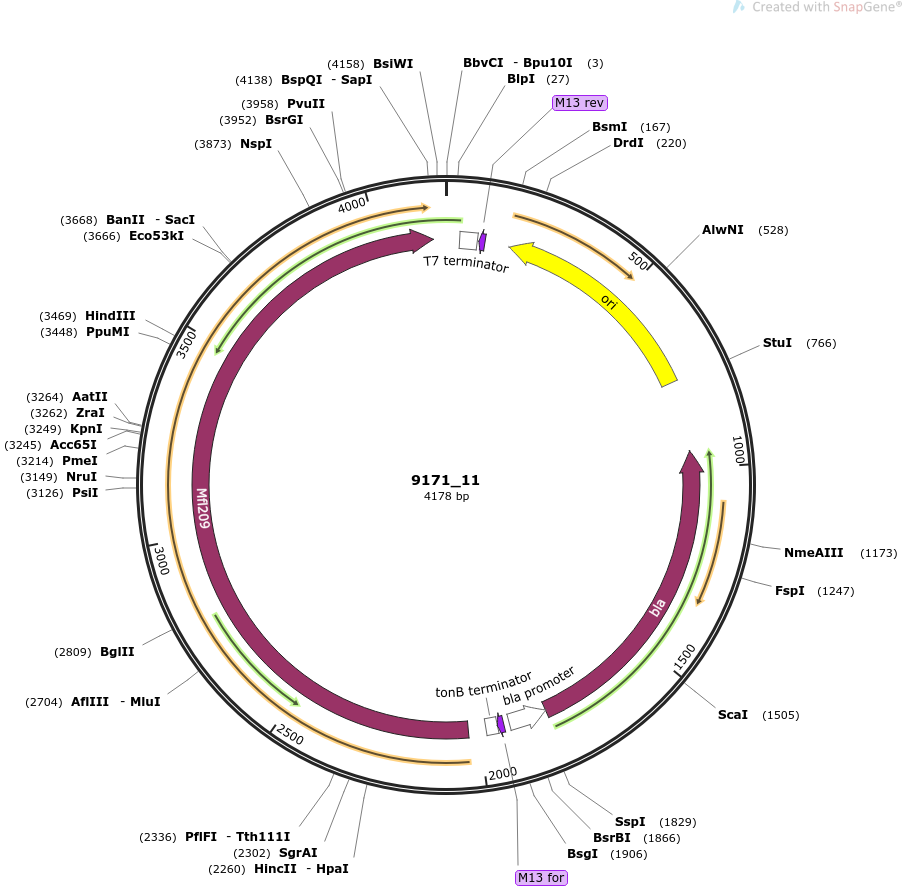 Created with SnapGene®
(4158) BsiWI
BbvCI - Bpu10I (3)
(4138) BspQI - SapI
BlpI (27)
(3958) PvuII
M13 rev
(3952) BsrGI
BsmI (167)
(3873) NspI
DrdI (220)
4000
(3668) BanII - SacI
(3666) Eco53kI
AlwNI (528)
500
T7 terminator
ori
(3469) HindIII
(3448) PpuMI
3500
StuI (766)
(3264) AatII
(3262) ZraI
(3249) KpnI
(3245) Acc65I
(3214) PmeI
(3149) NruI
(3126) PsiI
1000
9171_11
4178 bp
Mfl209
NmeAIII (1173)
3000
FspI (1247)
bla
(2809) BglII
1500
(2704) AflIII - MluI
tonB terminator
bla promoter
ScaI (1505)
2500
2000
(2336) PflFI - Tth111I
(2302) SgrAI
(2260) HincII - HpaI
SspI (1829)
BsrBI (1866)
BsgI (1906)
M13 for